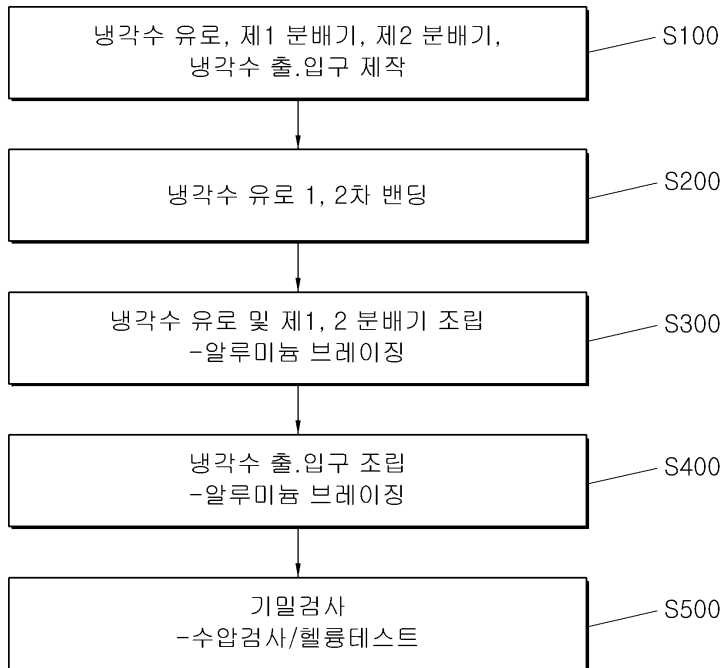 냉각수 유로, 제1 분배기, 제2 분배기,
냉각수 출.입구 제작
S100
냉각수 유로 1, 2차 밴딩
S200
냉각수 유로 및 제1, 2 분배기 조립
-알루미늄 브레이징
S300
냉각수 출.입구 조립
-알루미늄 브레이징
S400
기밀검사
-수압검사/헬륨테스트
S500